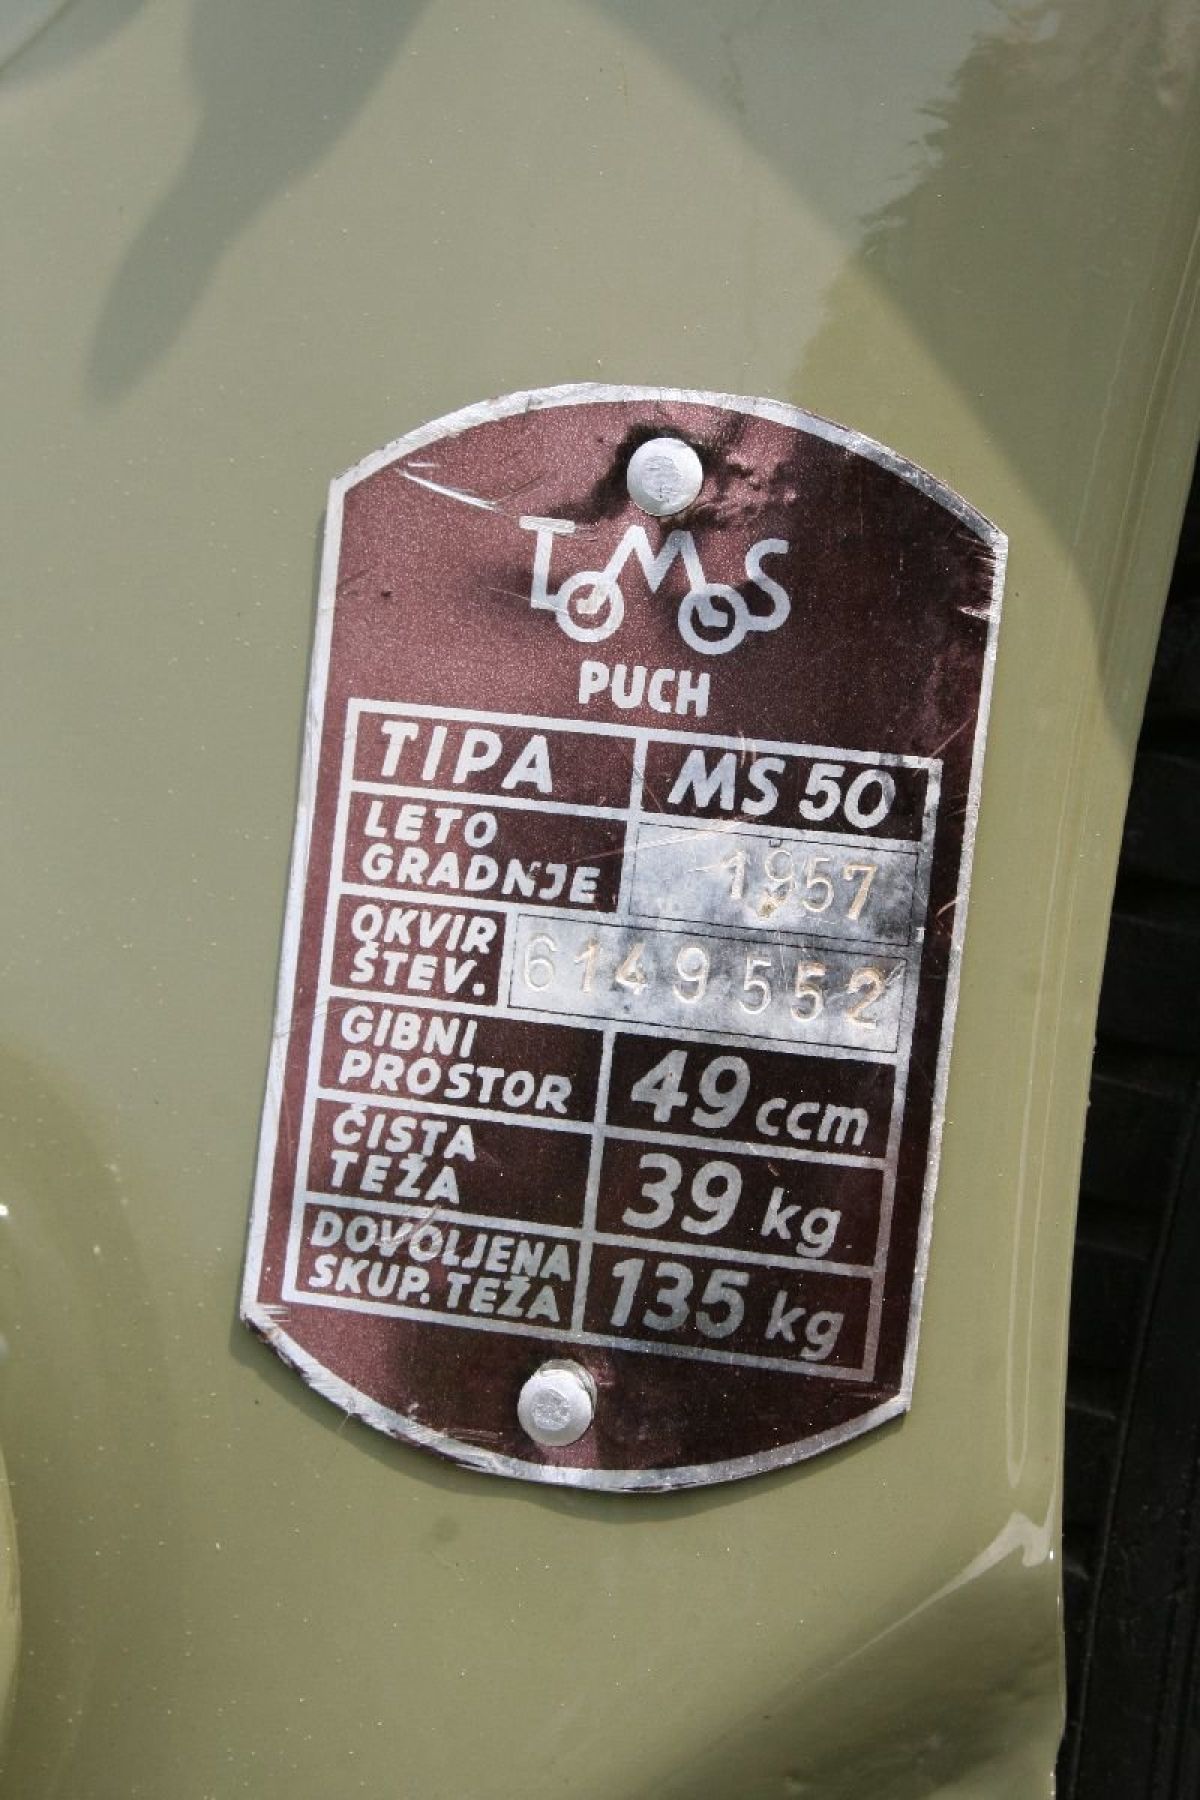 TOMOS
PUCH
TIPA MS 50
LETO
GRADNJE 1957
OKVIR
ŠTEV. 6149552
GIBNI
PROSTOR 49 ccm
ČISTA
TEŽA 39 kg
DOVOLJENA
SKUP. TEŽA 135 kg